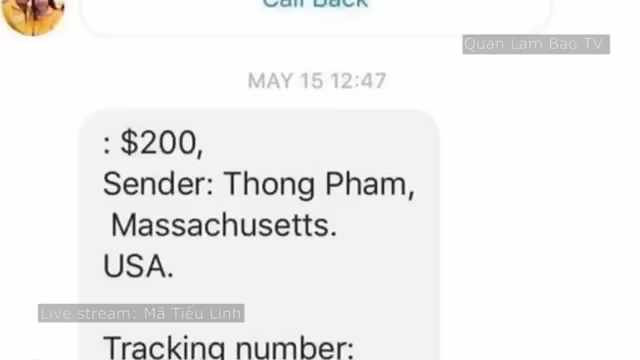 Call Back
Quan Lam Bao TV
MAY 15 12:47
: $200,
Sender: Thong Pham,
Massachusetts.
USA.
Live stream: Mã Tiểu Linh
Tracking number: